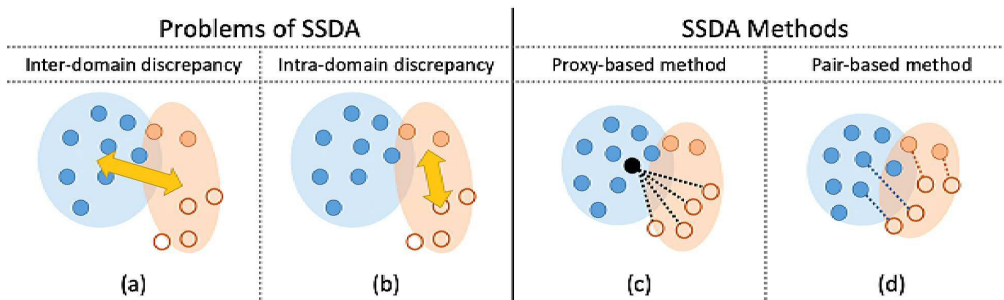 Problems of SSDA
SSDA Methods
Inter-domain discrepancy
Intra-domain discrepancy
Proxy-based method
Pair-based method
(a)
(b)
(c)
(d)